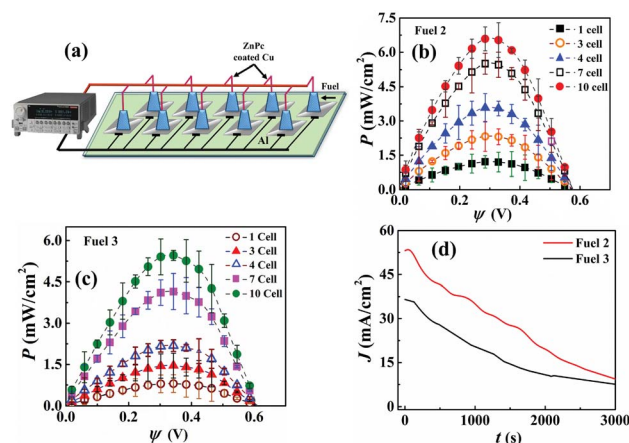 (a)
ZnPc
coated Cu
Fuel
Al
(b)
Fuel 2
1 cell
3 cell
4 cell
7 cell
10 cell
P (mW/cm²)
7.5
6.0
4.5
3.0
1.5
0.0
0.0 0.2 0.4 0.6
ψ (V)
(c)
Fuel 3
1 Cell
3 Cell
4 Cell
7 Cell
10 Cell
P (mW/cm²)
6.0
4.5
3.0
1.5
0.0
0.0 0.2 0.4 0.6
ψ (V)
(d)
Fuel 2
Fuel 3
J (mA/cm²)
60
45
30
15
0
0 1000 2000 3000
t (s)